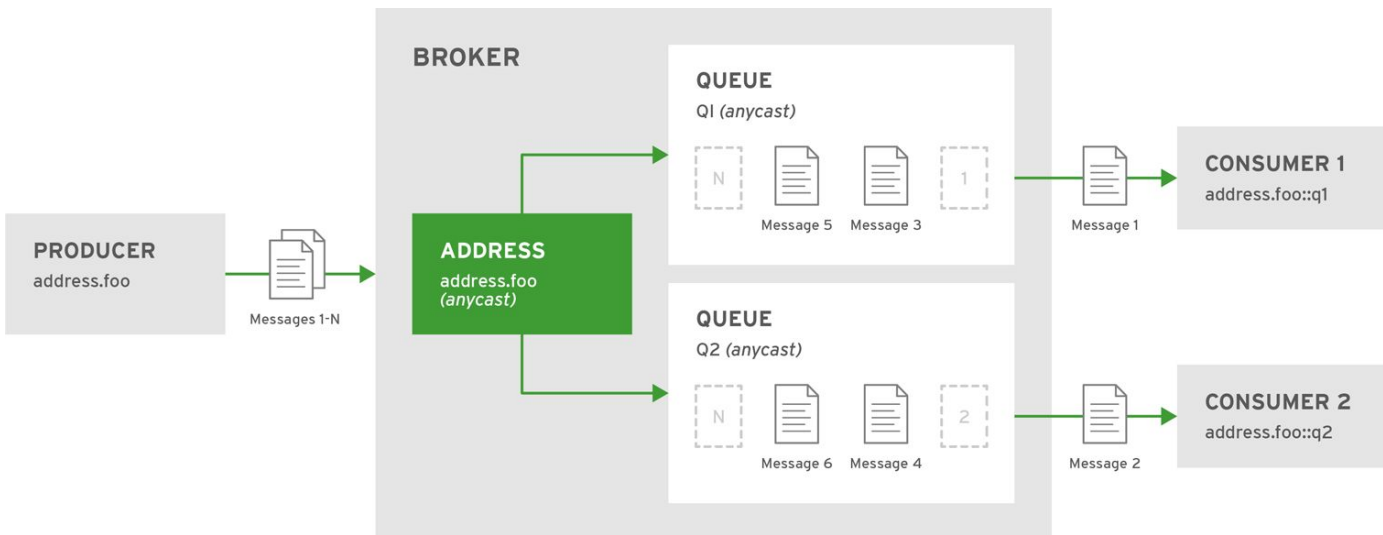 BROKER
PRODUCER
address.foo
Messages 1-N
ADDRESS
address.foo
(anycast)
QUEUE
Q1 (anycast)
N
1
Message 5
Message 3
Message 1
CONSUMER 1
address.foo::q1
QUEUE
Q2 (anycast)
N
2
Message 6
Message 4
Message 2
CONSUMER 2
address.foo::q2